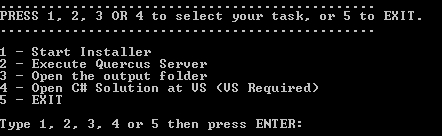 PRESS 1, 2, 3 OR 4 to select your task, or 5 to EXIT.
1 - Start Installer
2 - Execute Quercus Server
3 - Open the output folder
4 - Open C# Solution at VS (VS Required)
5 - EXIT
Type 1, 2, 3, 4 or 5 then press ENTER: